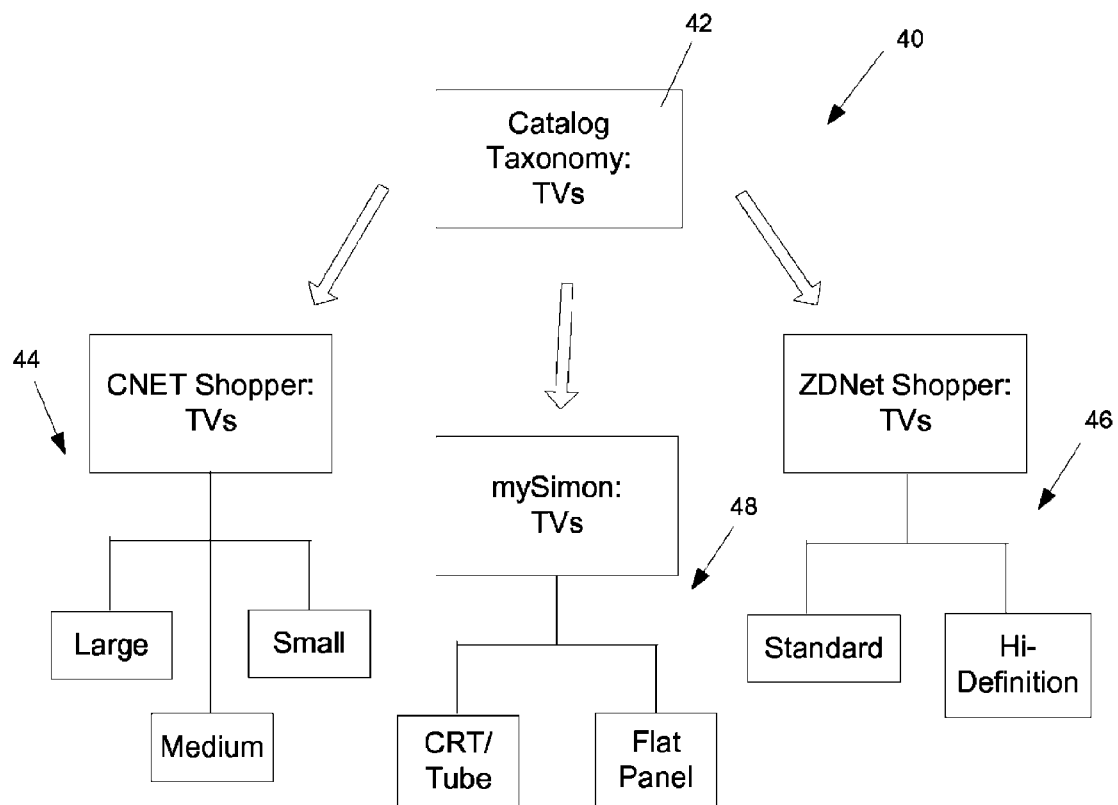 42
40
Catalog
Taxonomy:
TVs
44
CNET Shopper:
TVs
ZDNet Shopper:
TVs
46
mySimon:
TVs
48
Large
Small
Standard
Hi-
Definition
Medium
CRT/
Tube
Flat
Panel